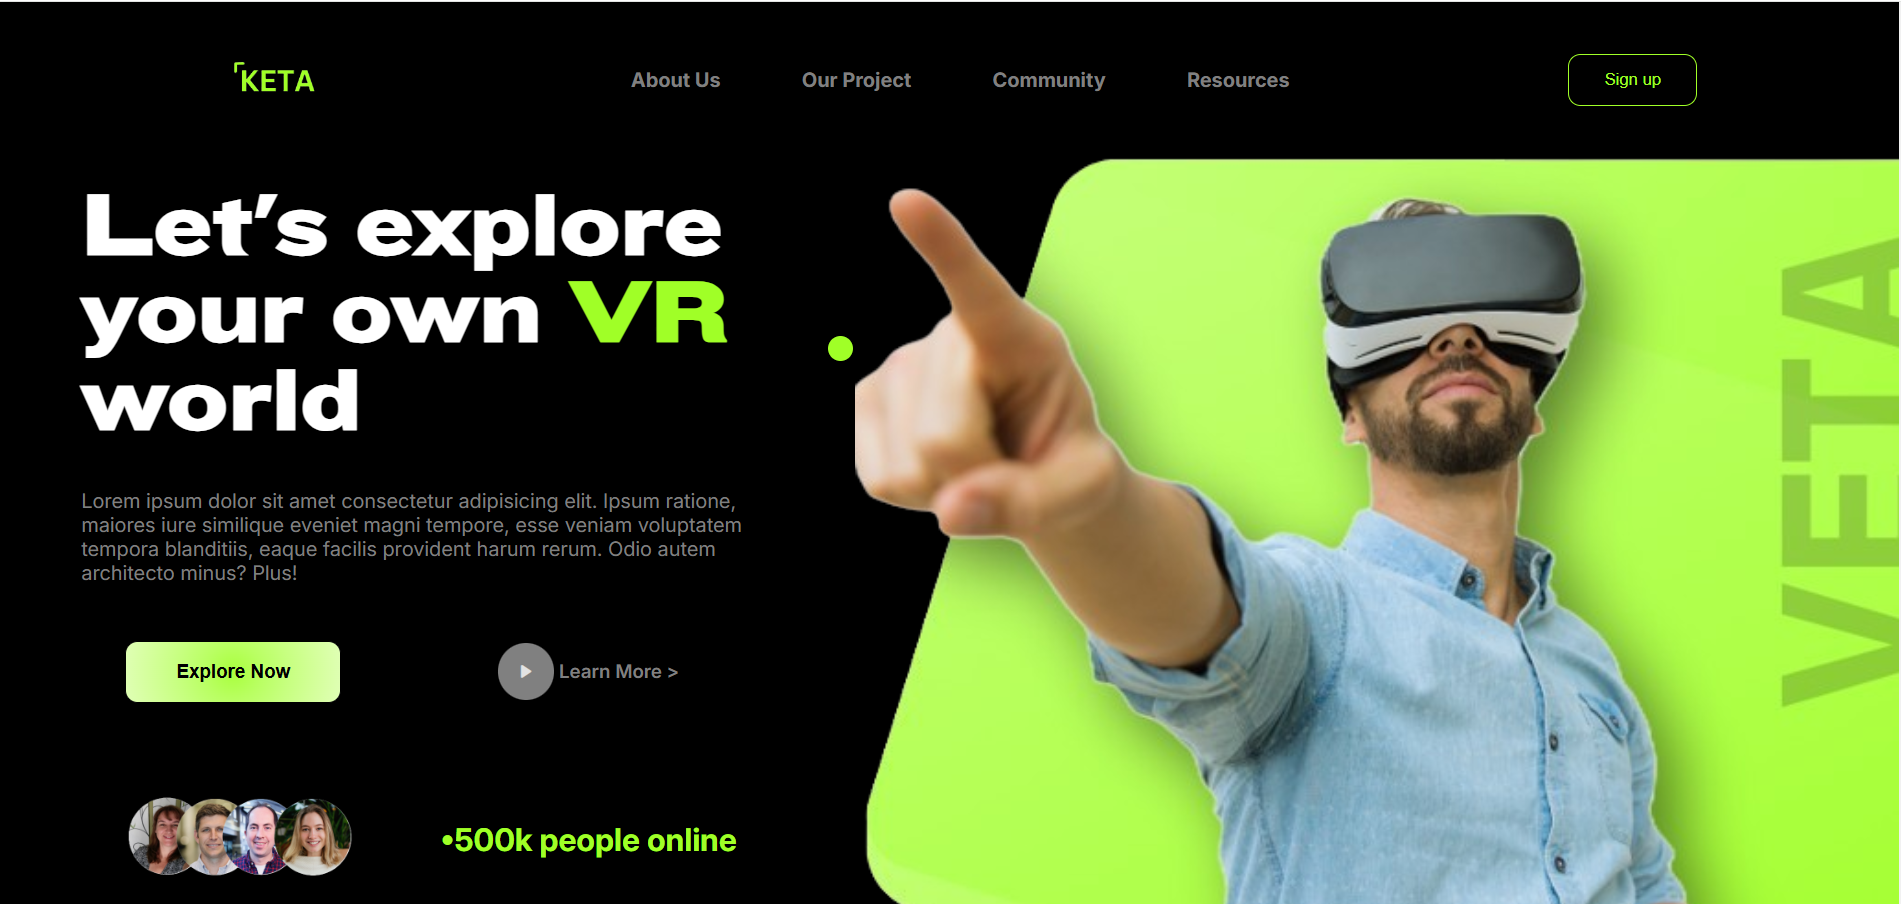 KETA
About Us
Our Project
Community
Resources
Sign up
Let's explore
your own VR
world
Lorem ipsum dolor sit amet consectetur adipisicing elit. Ipsum ratione,
maiores iure similique eveniet magni tempore, esse veniam voluptatem
tempora blanditiis, eaque facilis provident harum rerum. Odio autem
architecto minus? Plus!
Explore Now
Learn More >
•500k people online
VETA